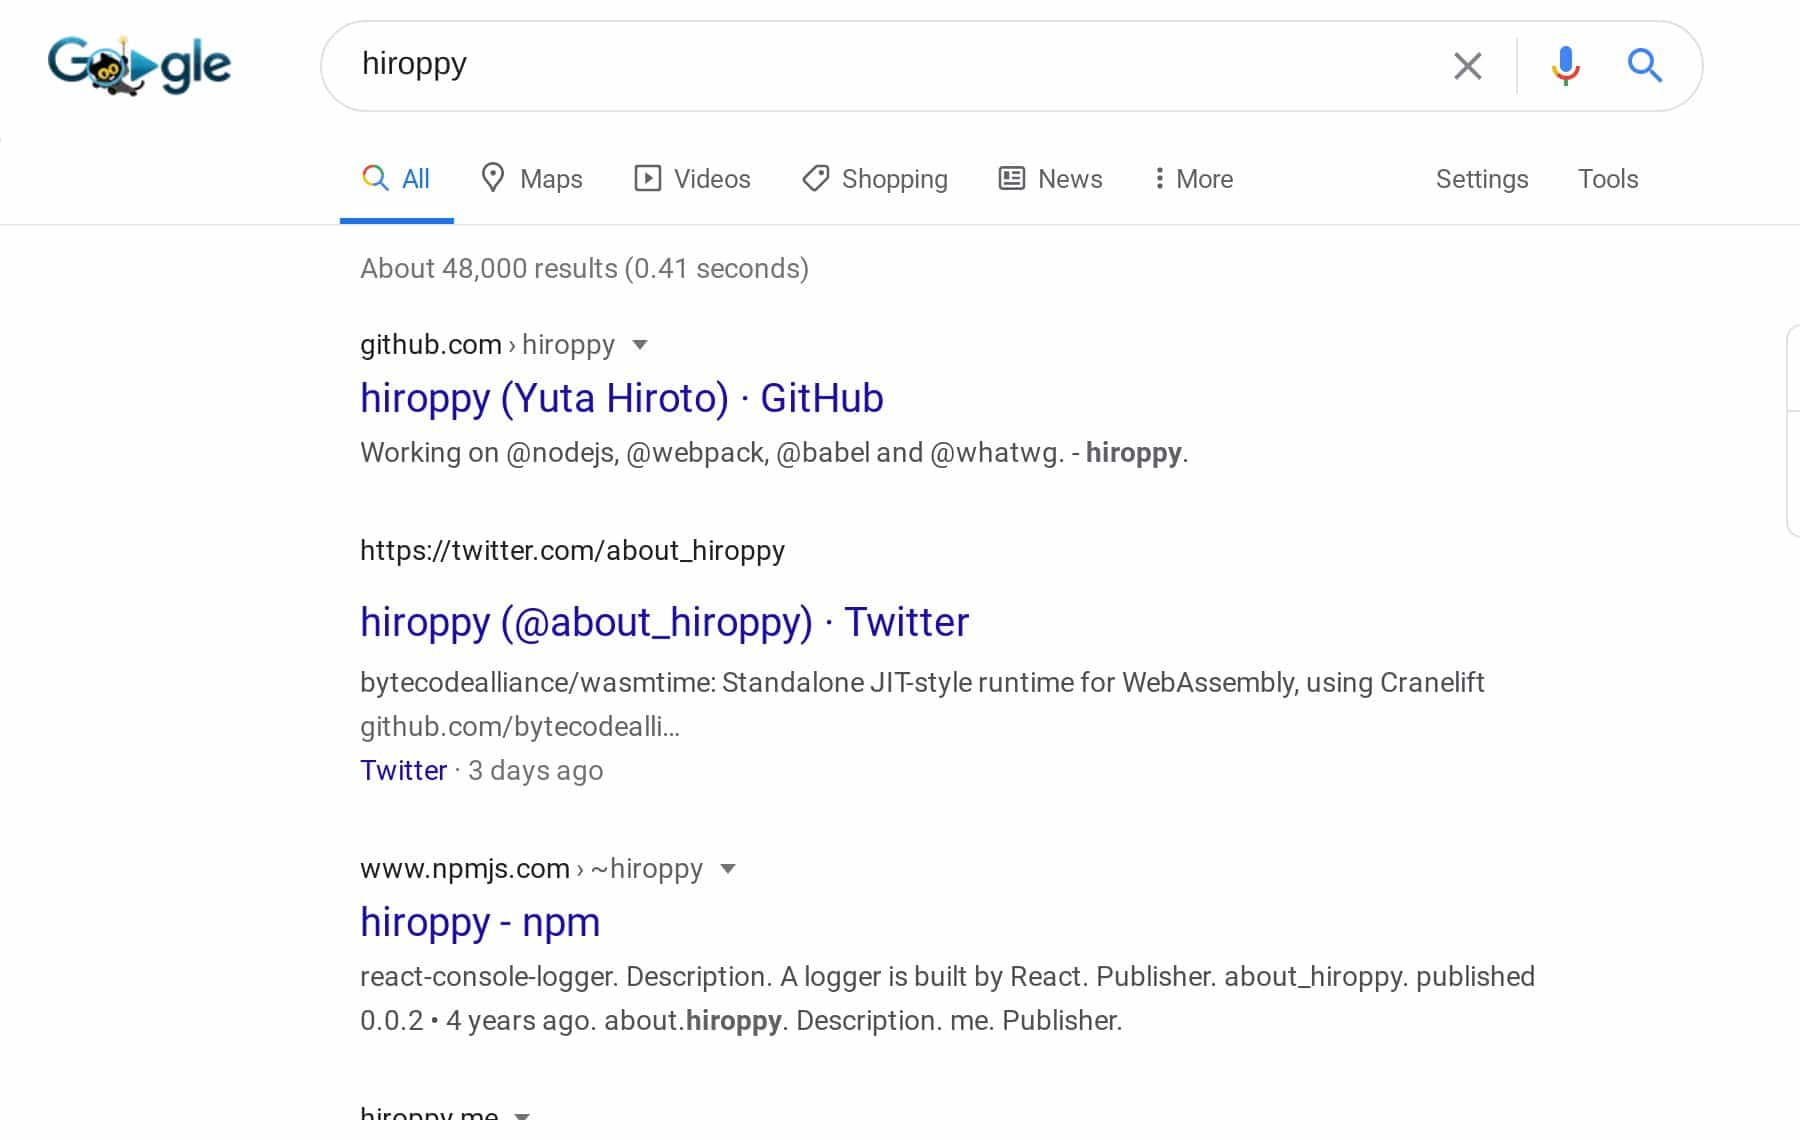 Google
hiroppy
All
Maps
Videos
Shopping
News
More
Settings
Tools
About 48,000 results (0.41 seconds)
github.com › hiroppy
hiroppy (Yuta Hiroto) · GitHub
Working on @nodejs, @webpack, @babel and @whatwg. - hiroppy.
https://twitter.com/about_hiroppy
hiroppy (@about_hiroppy) · Twitter
bytecodealliance/wasmtime: Standalone JIT-style runtime for WebAssembly, using Cranelift
github.com/bytecodealli...
Twitter · 3 days ago
www.npmjs.com › ~hiroppy
hiroppy - npm
react-console-logger. Description. A logger is built by React. Publisher. about_hiroppy. published
0.0.2 • 4 years ago. about.hiroppy. Description. me. Publisher.
hiroppy.me